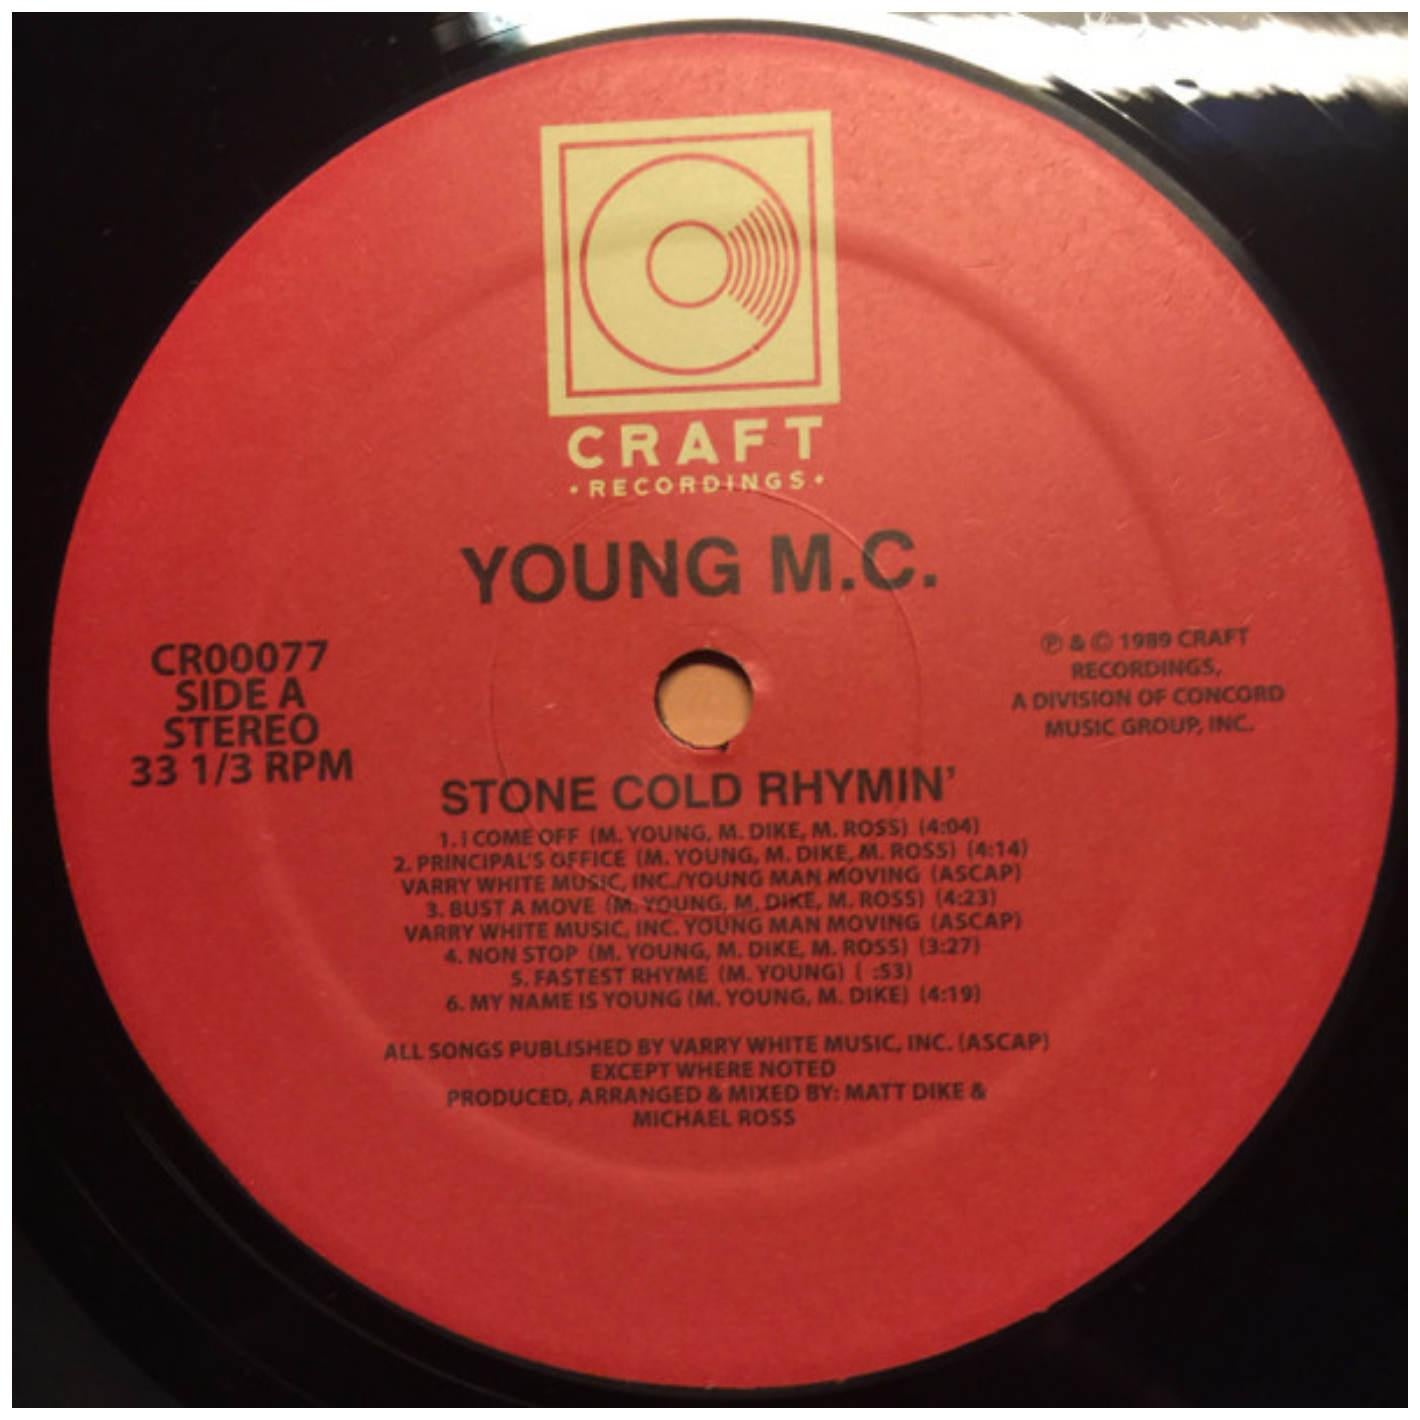 CRAFT
• RECORDINGS •
YOUNG M.C.
CR00077
SIDE A
STEREO
33 1/3 RPM
℗ & © 1989 CRAFT
RECORDINGS,
A DIVISION OF CONCORD
MUSIC GROUP, INC.
STONE COLD RHYMIN'
1. I COME OFF (M. YOUNG, M. DIKE, M. ROSS) (4:04)
2. PRINCIPAL'S OFFICE (M. YOUNG, M. DIKE, M. ROSS) (4:14)
VARRY WHITE MUSIC, INC./YOUNG MAN MOVING (ASCAP)
3. BUST A MOVE (M. YOUNG, M. DIKE, M. ROSS) (4:23)
VARRY WHITE MUSIC, INC. YOUNG MAN MOVING (ASCAP)
4. NON STOP (M. YOUNG, M. DIKE, M. ROSS) (3:27)
5. FASTEST RHYME (M. YOUNG) ( :53)
6. MY NAME IS YOUNG (M. YOUNG, M. DIKE) (4:19)
ALL SONGS PUBLISHED BY VARRY WHITE MUSIC, INC. (ASCAP)
EXCEPT WHERE NOTED
PRODUCED, ARRANGED & MIXED BY: MATT DIKE &
MICHAEL ROSS